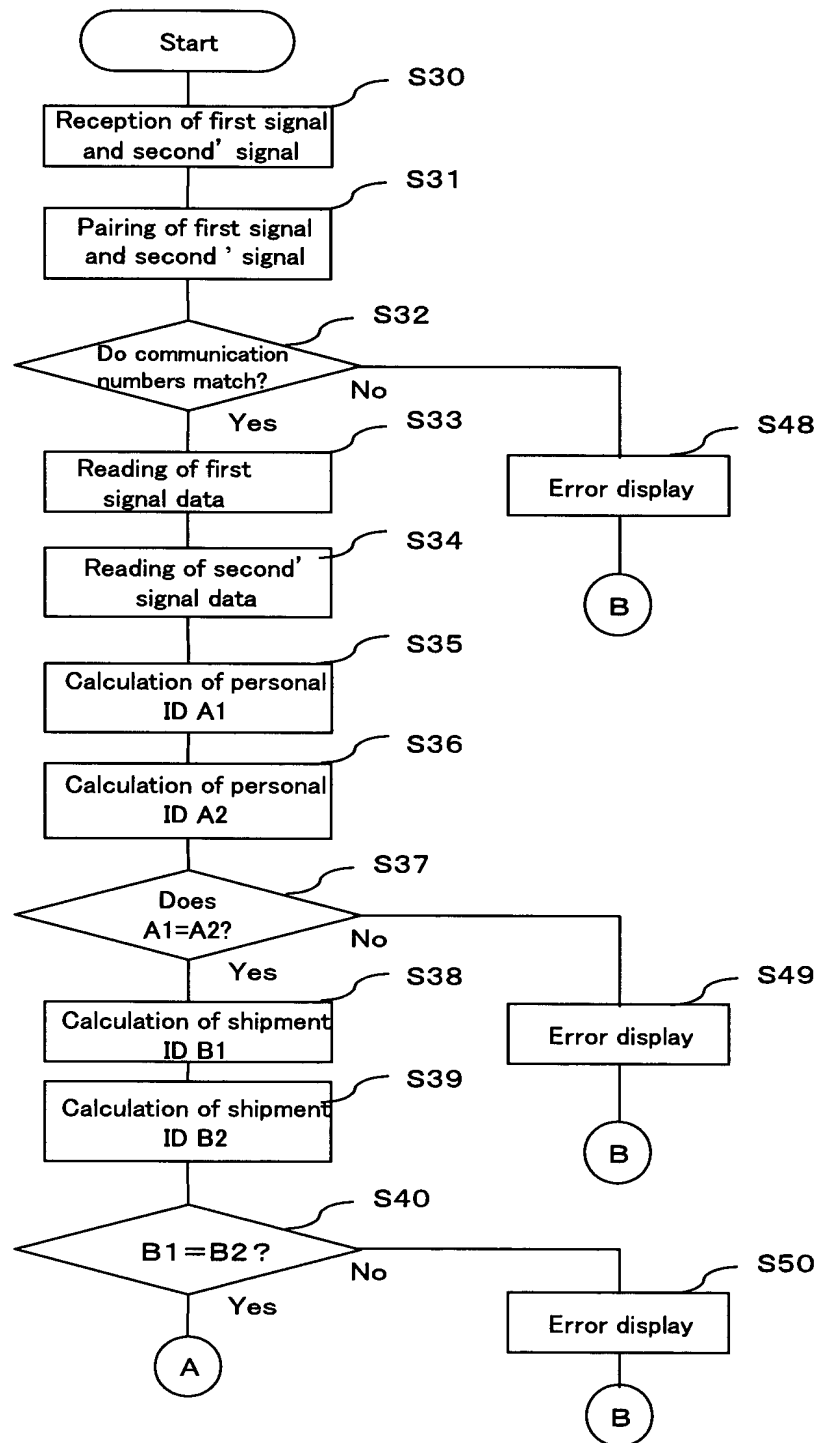 Start
S30
Reception of first signal
and second' signal
S31
Pairing of first signal
and second ' signal
S32
Do communication
numbers match?
No
Yes
S33
Reading of first
signal data
S48
Error display
S34
Reading of second'
signal data
B
S35
Calculation of personal
ID A1
S36
Calculation of personal
ID A2
S37
Does
A1=A2?
No
Yes
S38
Calculation of shipment
ID B1
S49
Error display
S39
Calculation of shipment
ID B2
B
S40
B1=B2?
No
Yes
S50
Error display
A
B